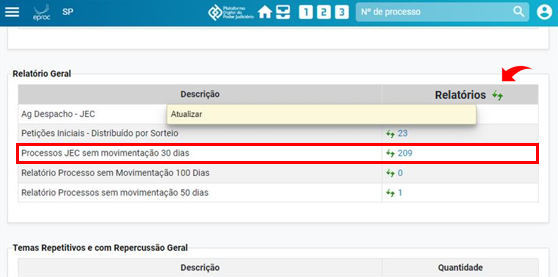 eproc SP Plataforma Digital do Poder Judiciário 1 2 3 Nº de processo
Relatório Geral
Descrição Relatórios
Ag Despacho - JEC
Atualizar
Petições Iniciais - Distribuído por Sorteio 23
Processos JEC sem movimentação 30 dias 209
Relatório Processo sem Movimentação 100 Dias 0
Relatório Processos sem movimentação 50 dias 1
Temas Repetitivos e com Repercussão Geral
Descrição Quantidade